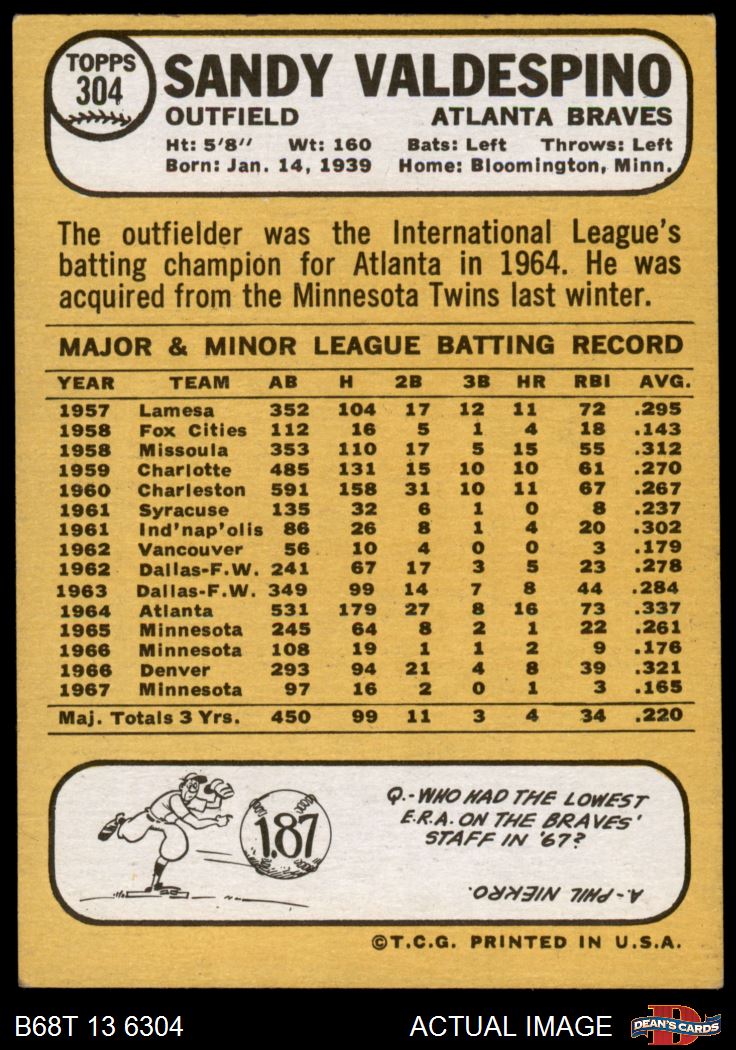 TOPPS
304
SANDY VALDESPINO
OUTFIELD ATLANTA BRAVES
Ht: 5'8" Wt: 160 Bats: Left Throws: Left
Born: Jan. 14, 1939 Home: Bloomington, Minn.
The outfielder was the International League's
batting champion for Atlanta in 1964. He was
acquired from the Minnesota Twins last winter.
MAJOR & MINOR LEAGUE BATTING RECORD
YEAR TEAM AB H 2B 3B HR RBI AVG.
1957 Lamesa 352 104 17 12 11 72 .295
1958 Fox Cities 112 16 5 1 4 18 .143
1958 Missoula 353 110 17 5 15 55 .312
1959 Charlotte 485 131 15 10 10 61 .270
1960 Charleston 591 158 31 10 11 67 .267
1961 Syracuse 135 32 6 1 0 8 .237
1961 Ind'nap'olis 86 26 8 1 4 20 .302
1962 Vancouver 56 10 4 0 0 3 .179
1962 Dallas-F.W. 241 67 17 3 5 23 .278
1963 Dallas-F.W. 349 99 14 7 8 44 .284
1964 Atlanta 531 179 27 8 16 73 .337
1965 Minnesota 245 64 8 2 1 22 .261
1966 Minnesota 108 19 1 1 2 9 .176
1966 Denver 293 94 21 4 8 39 .321
1967 Minnesota 97 16 2 0 1 3 .165
Maj. Totals 3 Yrs. 450 99 11 3 4 34 .220
1.87
Q.-WHO HAD THE LOWEST
E.R.A. ON THE BRAVES'
STAFF IN '67?
A-PHIL NIEKRO.
©T.C.G. PRINTED IN U.S.A.
B68T 13 6304 ACTUAL IMAGE DEAN'S CARDS